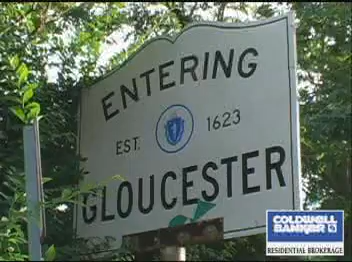 ENTERING
EST. 1623
GLOUCESTER
COLDWELL
BANKER
RESIDENTIAL BROKERAGE